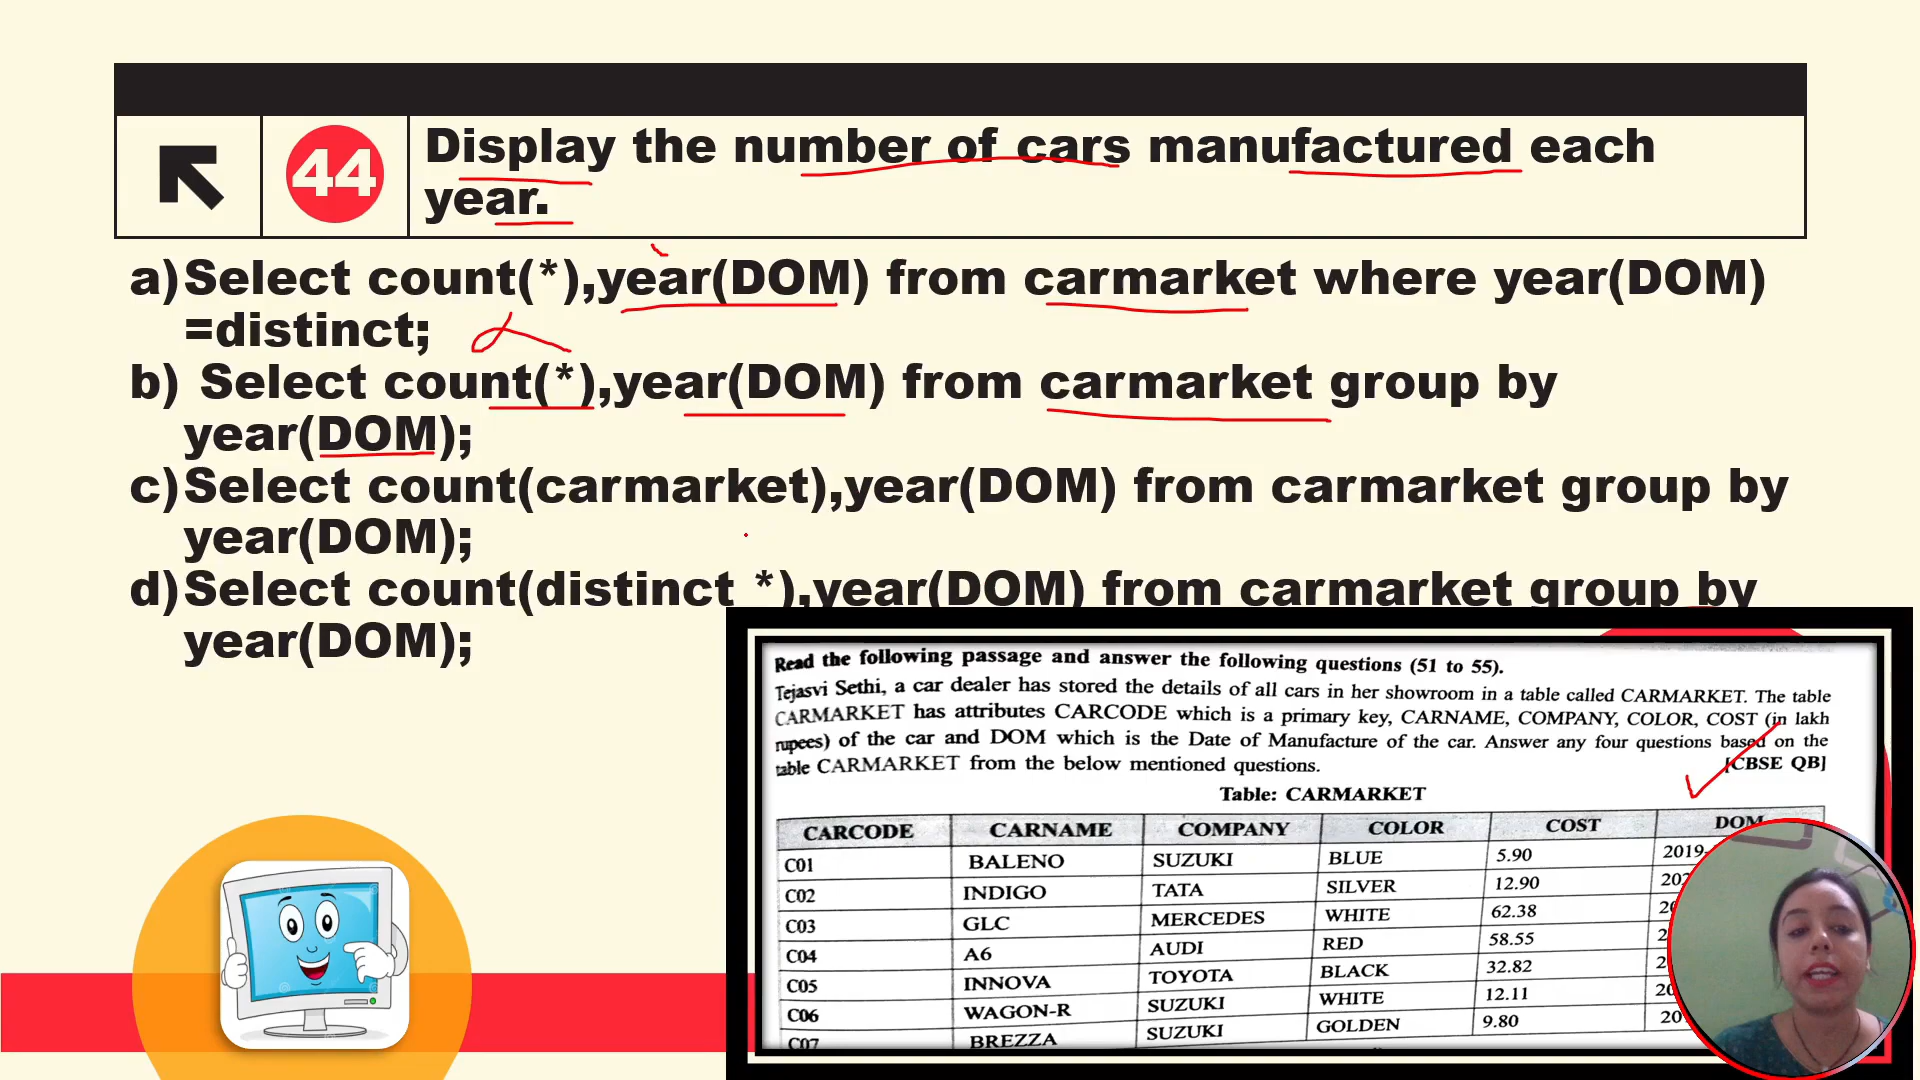 44
Display the number of cars manufactured each
year.
a)Select count(*),year(DOM) from carmarket where year(DOM)
=distinct;
b) Select count(*),year(DOM) from carmarket group by
year(DOM);
c)Select count(carmarket),year(DOM) from carmarket group by
year(DOM);
d)Select count(distinct *),year(DOM) from carmarket group by
year(DOM);
Read the following passage and answer the following questions (51 to 55).
Tejasvi Sethi, a car dealer has stored the details of all cars in her showroom in a table called CARMARKET. The table
CARMARKET has attributes CARCODE which is a primary key, CARNAME, COMPANY, COLOR, COST (in lakh
rupees) of the car and DOM which is the Date of Manufacture of the car. Answer any four questions based on the
table CARMARKET from the below mentioned questions. [CBSE QB]
Table: CARMARKET
CARCODE CARNAME COMPANY COLOR COST DOM
C01 BALENO SUZUKI BLUE 5.90 2019-
C02 INDIGO TATA SILVER 12.90
C03 GLC MERCEDES WHITE 62.38
C04 A6 AUDI RED 58.55
C05 INNOVA TOYOTA BLACK 32.82
C06 WAGON-R SUZUKI WHITE 12.11
C07 BREZZA SUZUKI GOLDEN 9.80